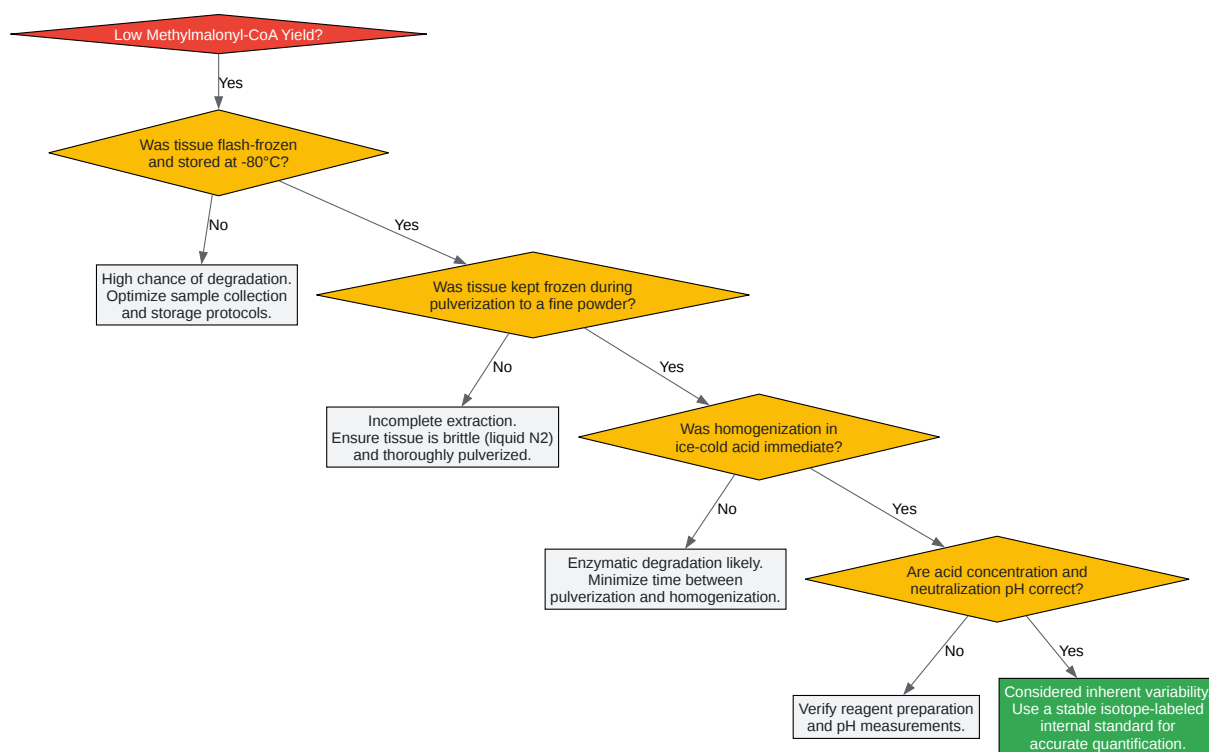 Low Methylmalonyl-CoA Yield?
Yes
Was tissue flash-frozen
and stored at -80°C?
No
Yes
High chance of degradation.
Optimize sample collection
and storage protocols.
Was tissue kept frozen during
pulverization to a fine powder?
No
Yes
Incomplete extraction.
Ensure tissue is brittle (liquid N2)
and thoroughly pulverized.
Was homogenization in
ice-cold acid immediate?
No
Yes
Enzymatic degradation likely.
Minimize time between
pulverization and homogenization.
Are acid concentration and
neutralization pH correct?
No
Yes
Verify reagent preparation
and pH measurements.
Considered inherent variability.
Use a stable isotope-labeled
internal standard for
accurate quantification.